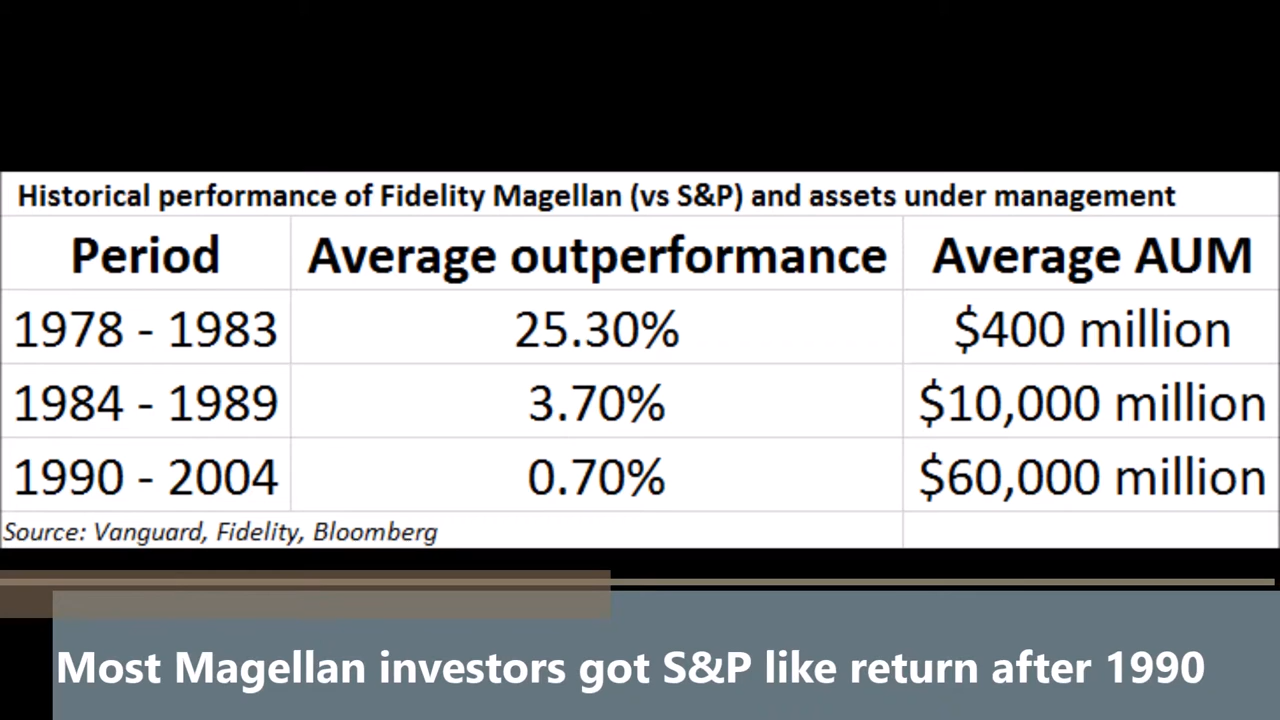 Historical performance of Fidelity Magellan (vs S&P) and assets under management
Period Average outperformance Average AUM
1978 - 1983 25.30% $400 million
1984 - 1989 3.70% $10,000 million
1990 - 2004 0.70% $60,000 million
Source: Vanguard, Fidelity, Bloomberg
Most Magellan investors got S&P like return after 1990